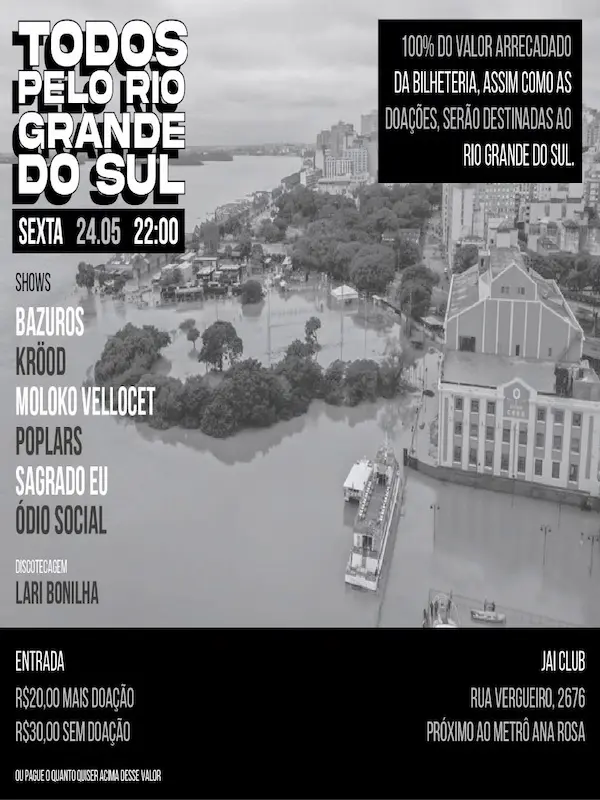 TODOS
PELO RIO
GRANDE
DO SUL
SEXTA 24.05 22:00
100% DO VALOR ARRECADADO
DA BILHETERIA, ASSIM COMO AS
DOAÇÕES, SERÃO DESTINADAS AO
RIO GRANDE DO SUL.
SHOWS
BAZUROS
KRÖOD
MOLOKO VELLOCET
POPLARS
SAGRADO EU
ÓDIO SOCIAL
DISCOTECAGEM
LARI BONILHA
ENTRADA
R$20,00 MAIS DOAÇÃO
R$30,00 SEM DOAÇÃO
OU PAGUE O QUANTO QUISER ACIMA DESSE VALOR
JAI CLUB
RUA VERGUEIRO, 2676
PRÓXIMO AO METRÔ ANA ROSA